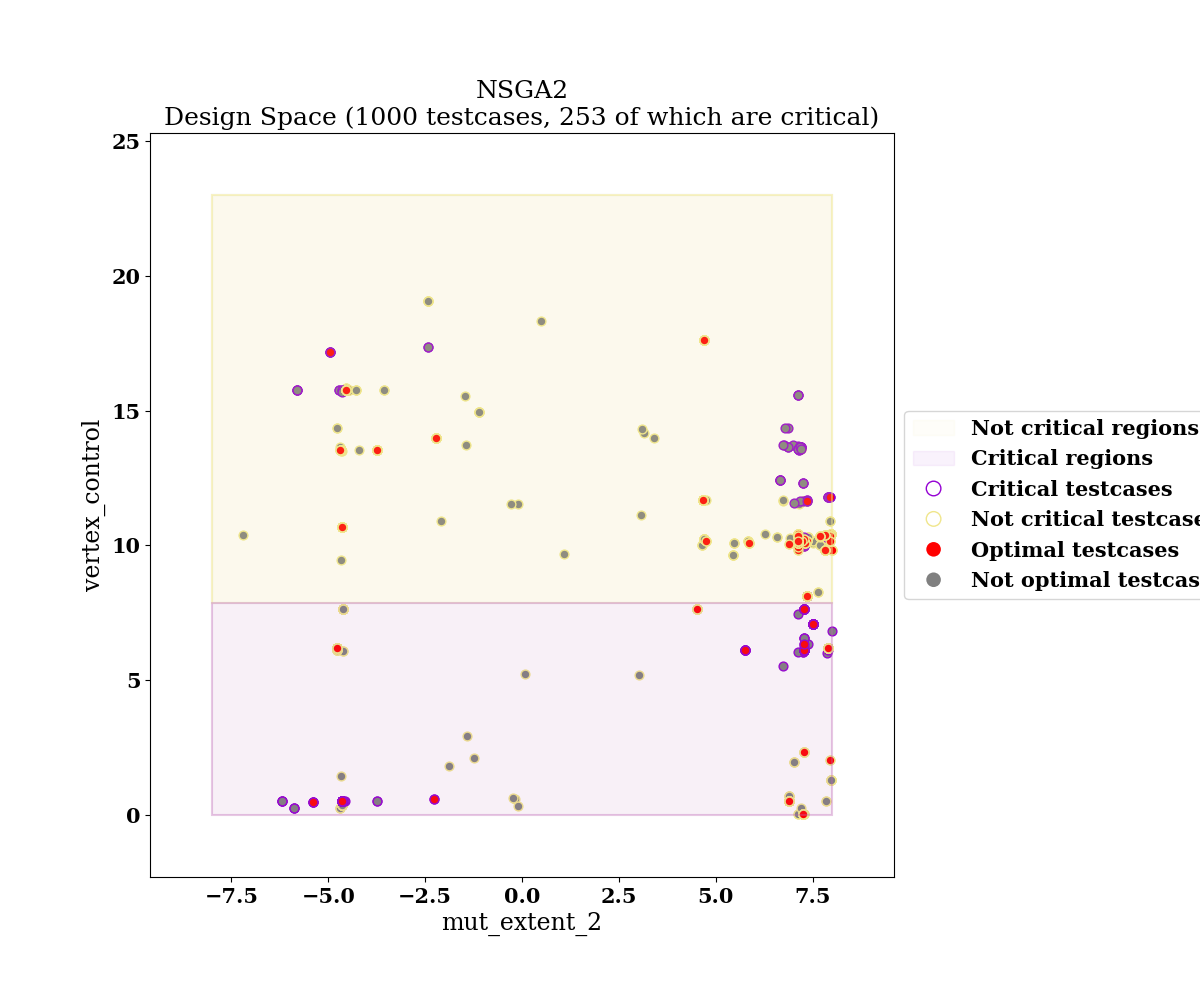 NSGA2
Design Space (1000 testcases, 253 of which are critical)
25
20
15
10
5
0
vertex_control
−7.5
−5.0
−2.5
0.0
2.5
5.0
7.5
mut_extent_2
Not critical regions
Critical regions
Critical testcases
Not critical testcase
Optimal testcases
Not optimal testcas